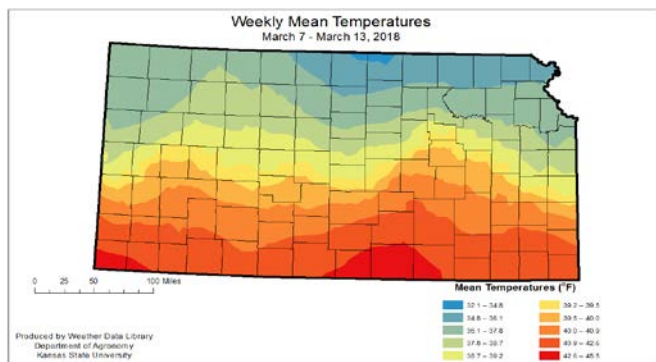 Weekly Mean Temperatures
March 7 - March 13, 2018
0 25 50 100 Miles
Mean Temperatures (°F)
32.1 – 34.8
34.8 – 36.1
36.1 – 37.8
37.8 – 38.7
38.7 – 39.2
39.2 – 39.5
39.5 – 40.0
40.0 – 40.9
40.9 – 42.6
42.6 – 45.5
Produced by Weather Data Library
Department of Agronomy
Kansas State University